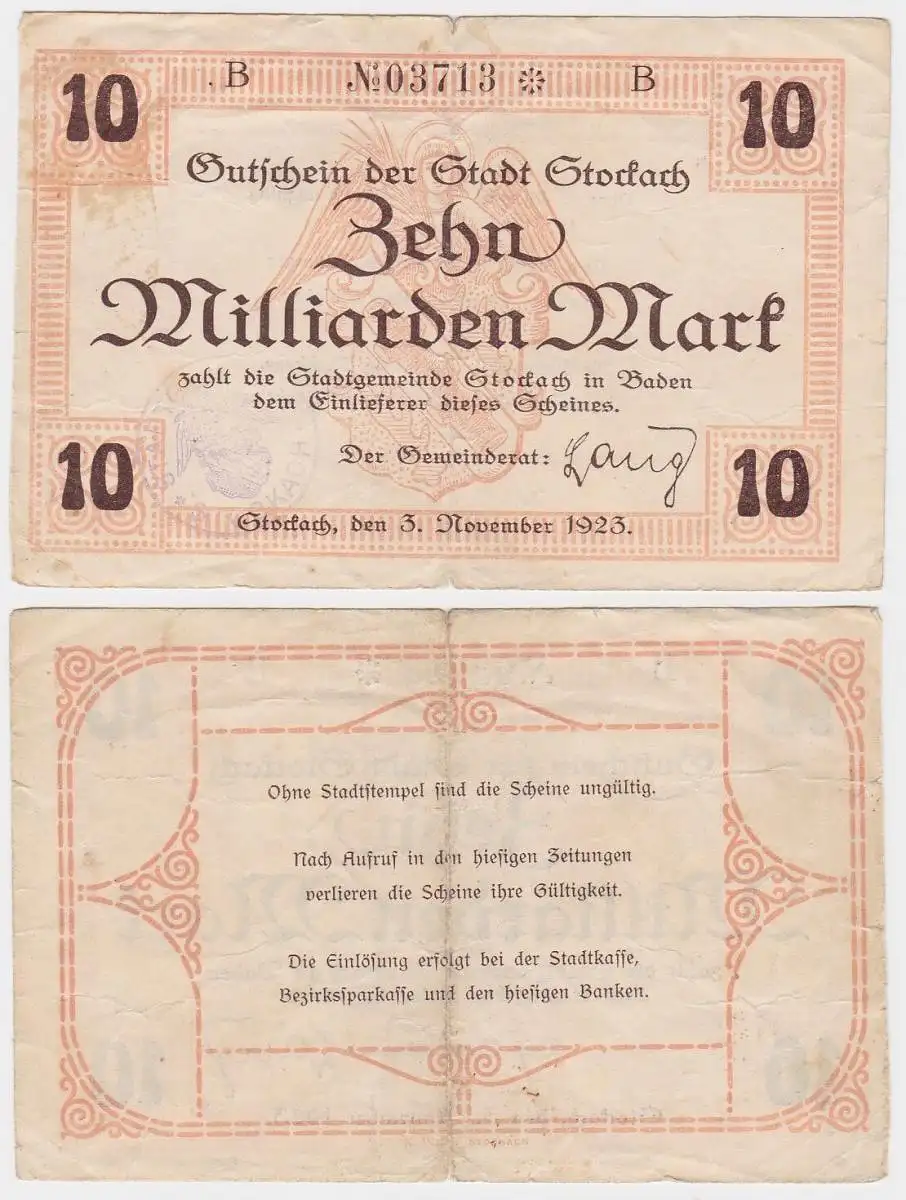 10 B №03713 B 10
Gutschein der Stadt Stockach
Zehn
Milliarden Mark
zahlt die Stadtgemeinde Stockach in Baden
dem Einlieferer dieses Scheines.
Der Gemeinderat: Lang
10 10
Stockach, den 3. November 1923.
Ohne Stadtstempel sind die Scheine ungültig.
Nach Aufruf in den hiesigen Zeitungen
verlieren die Scheine ihre Gültigkeit.
Die Einlösung erfolgt bei der Stadtkasse,
Bezirkssparkasse und den hiesigen Banken.